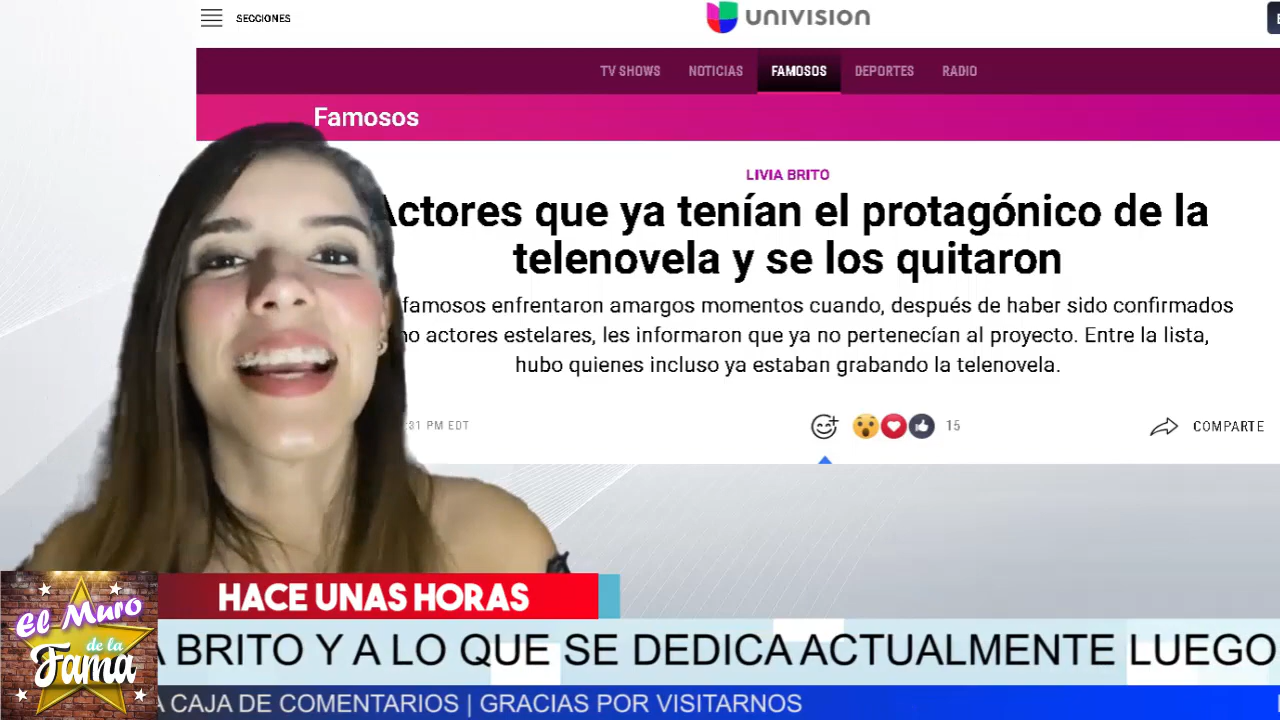 SECCIONES
UNIVISION
TV SHOWS NOTICIAS FAMOSOS DEPORTES RADIO
Famosos
LIVIA BRITO
Actores que ya tenían el protagónico de la
telenovela y se los quitaron
famosos enfrentaron amargos momentos cuando, después de haber sido confirmados
actores estelares, les informaron que ya no pertenecían al proyecto. Entre la lista,
hubo quienes incluso ya estaban grabando la telenovela.
:31 PM EDT 15 COMPARTE
HACE UNAS HORAS
El Muro
de la
Fama
A BRITO Y A LO QUE SE DEDICA ACTUALMENTE LUEGO
A CAJA DE COMENTARIOS | GRACIAS POR VISITARNOS